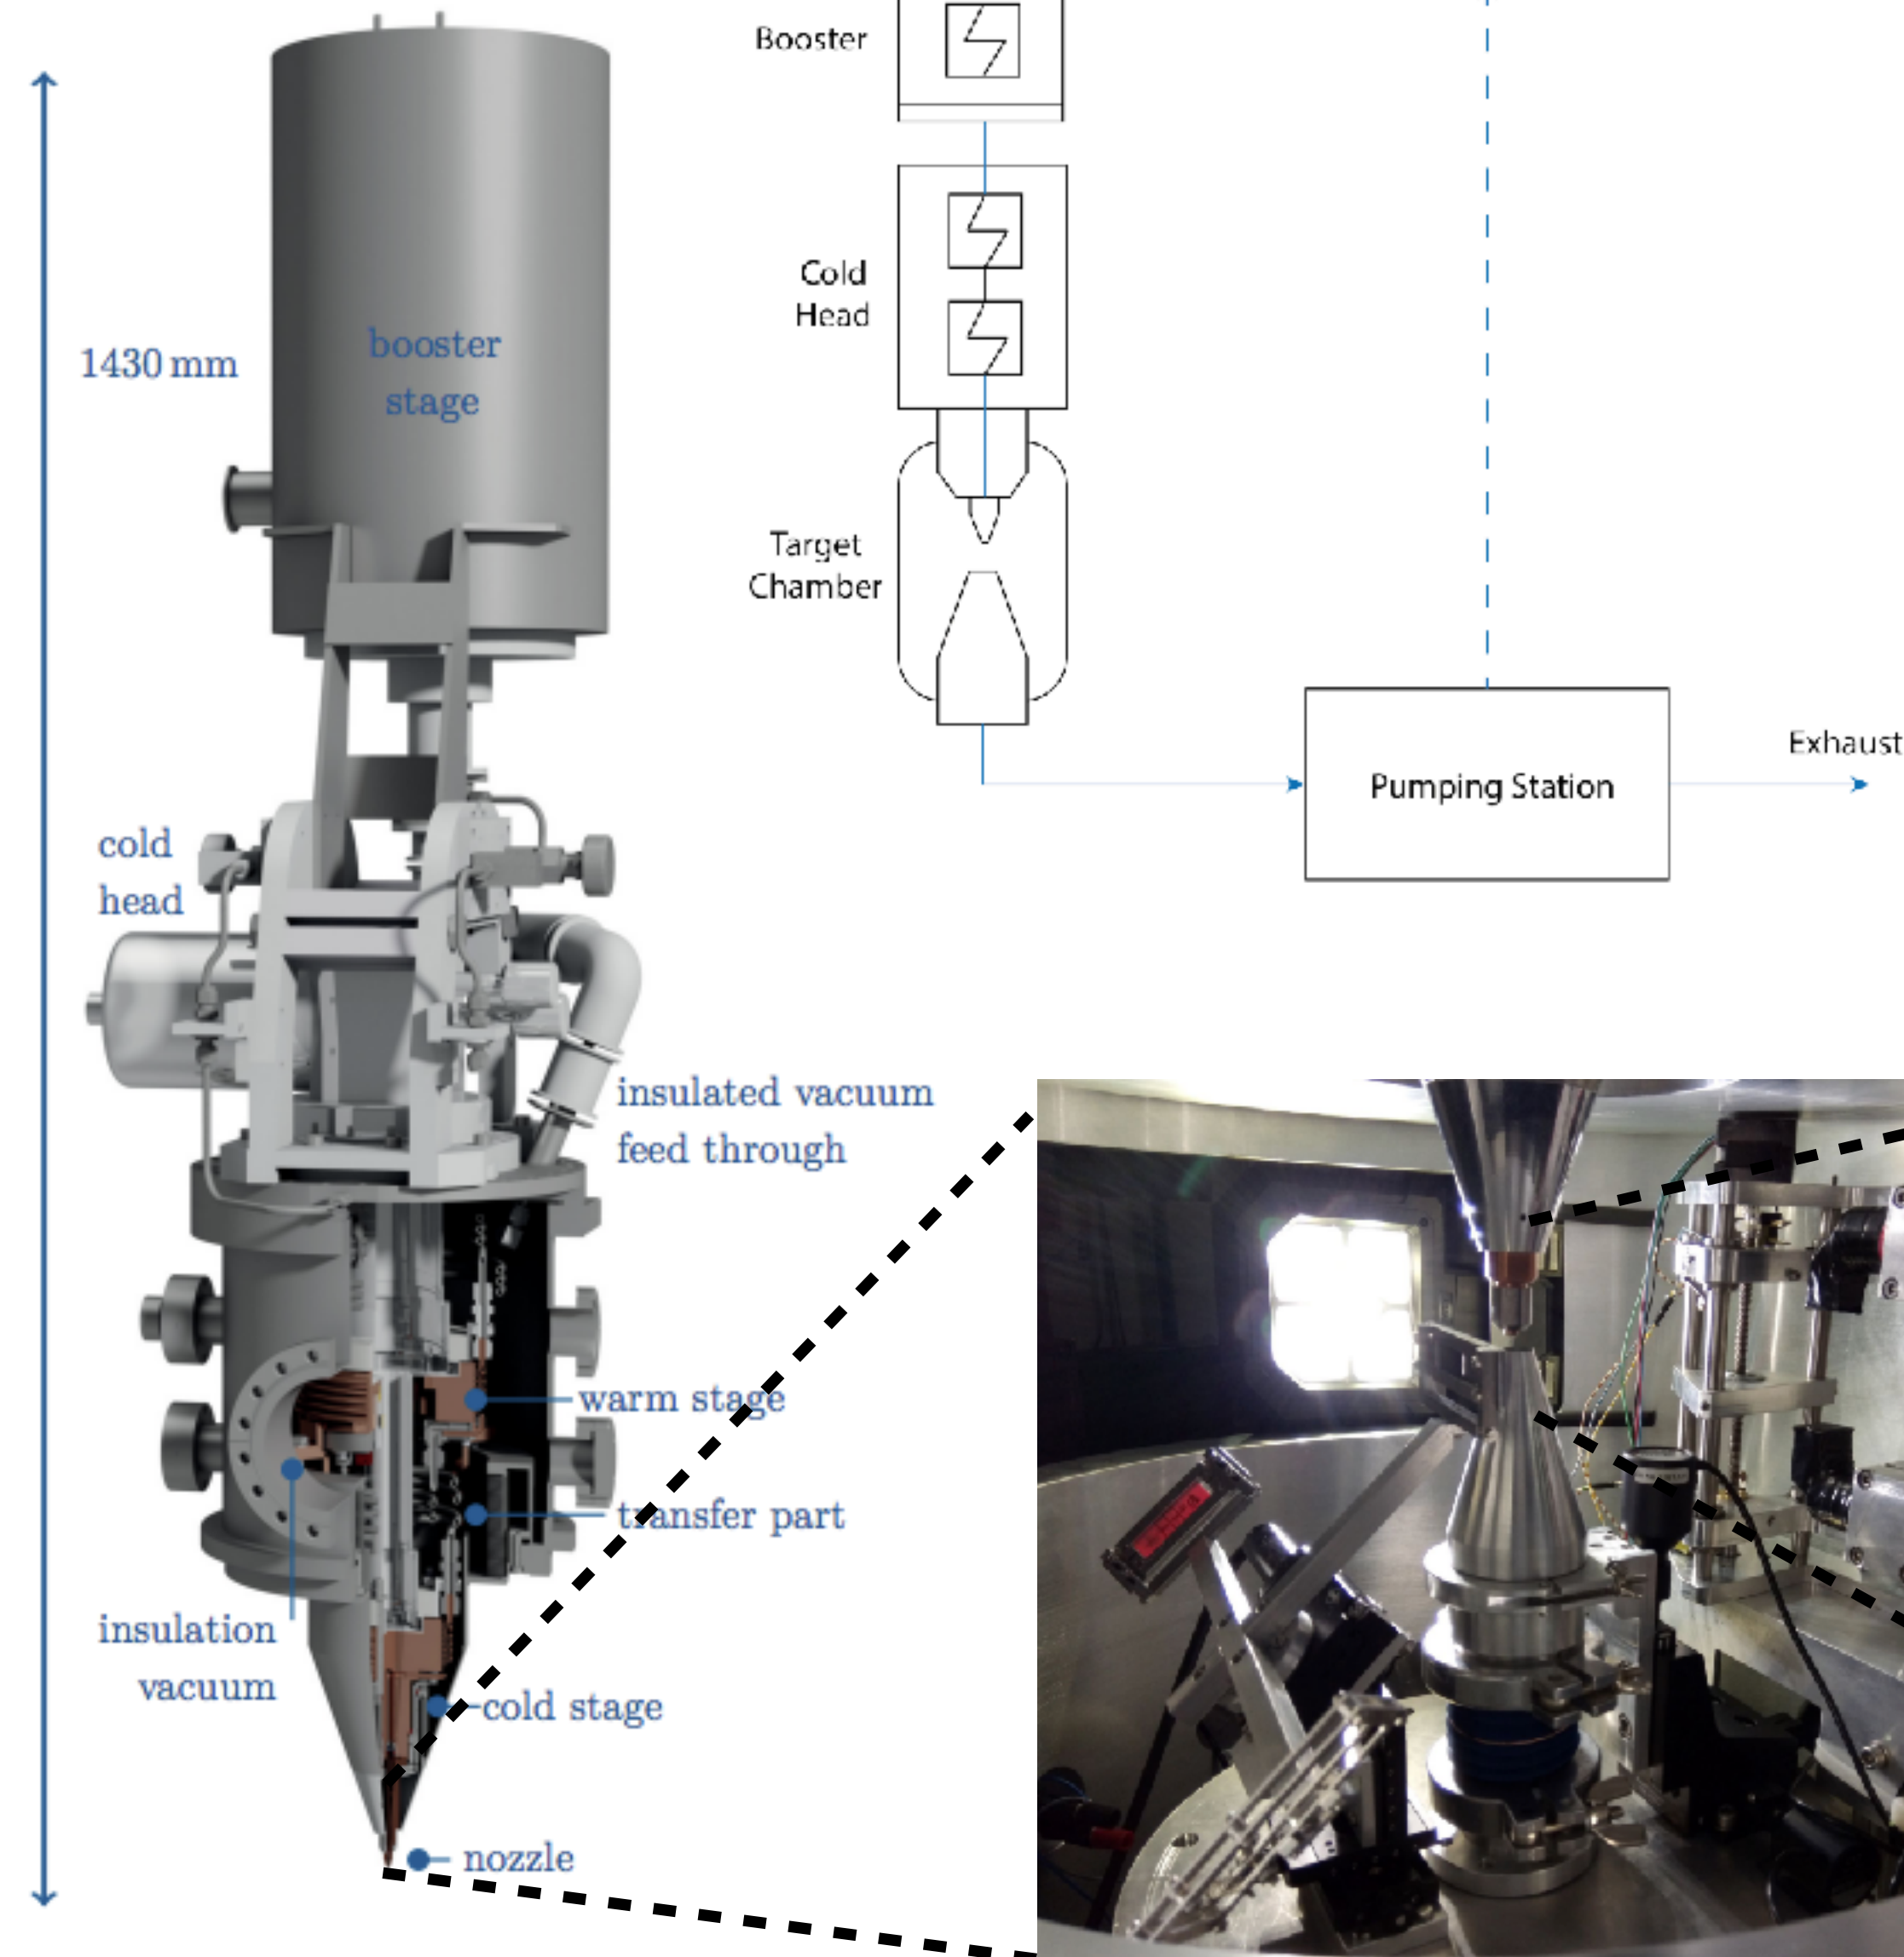 1430 mm
booster
stage
cold
head
insulated vacuum
feed through
warm stage
transfer part
insulation
vacuum
cold stage
nozzle
Booster
Cold
Head
Target
Chamber
Pumping Station
Exhaust